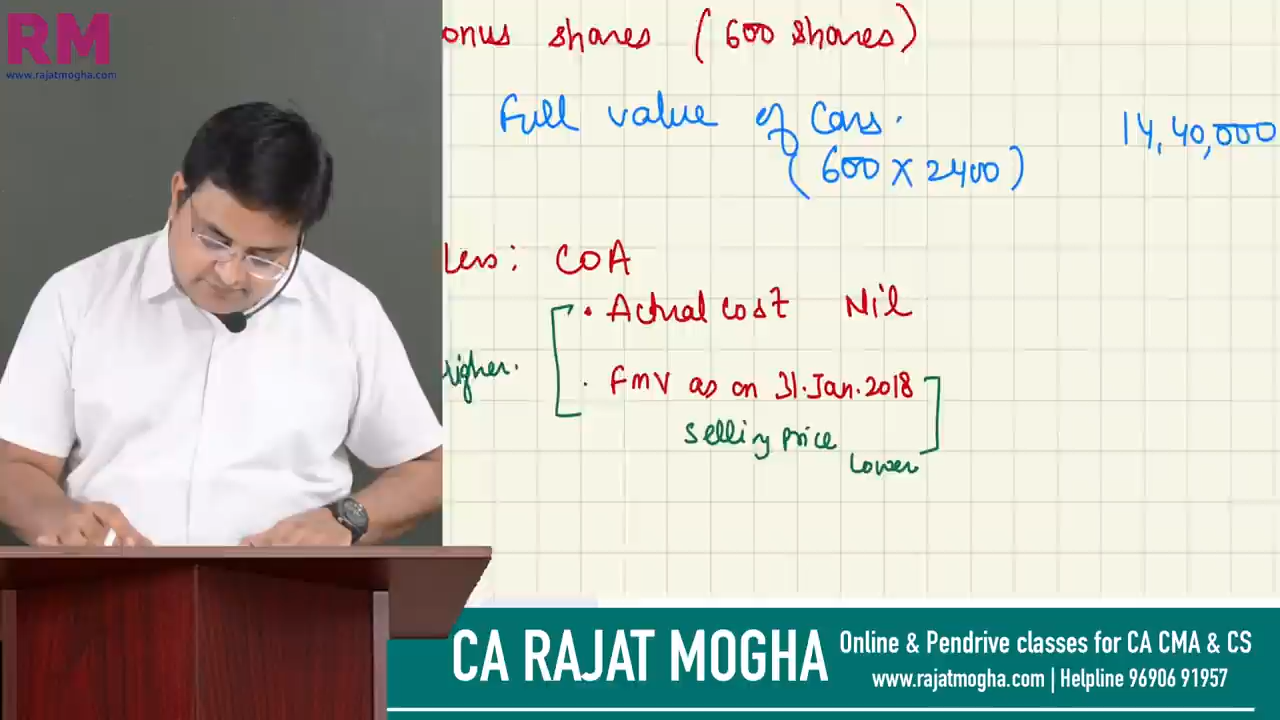 RM
www.rajatmogha.com
onus shares (600 shares)
Full value of Cons.
(600 x 2400)
14,40,000
Less: COA
• Actual cost Nil
higher.
• FMV as on 31.Jan.2018
selling price
Lower
CA RAJAT MOGHA
Online & Pendrive classes for CA CMA & CS
www.rajatmogha.com | Helpline 96906 91957